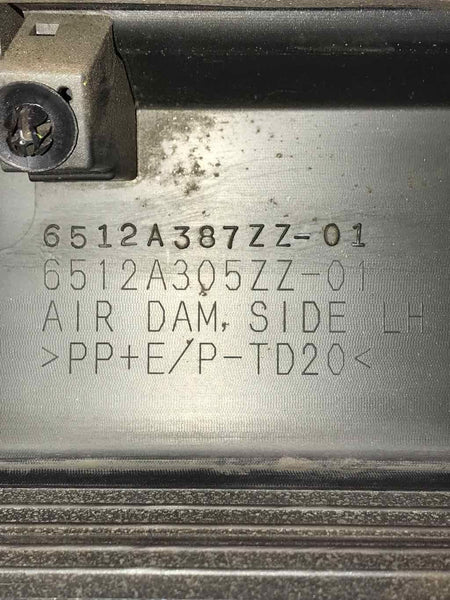 6512A387ZZ-01
6512A305ZZ-01
AIR DAM, SIDE LH
>PP+E/P-TD20<